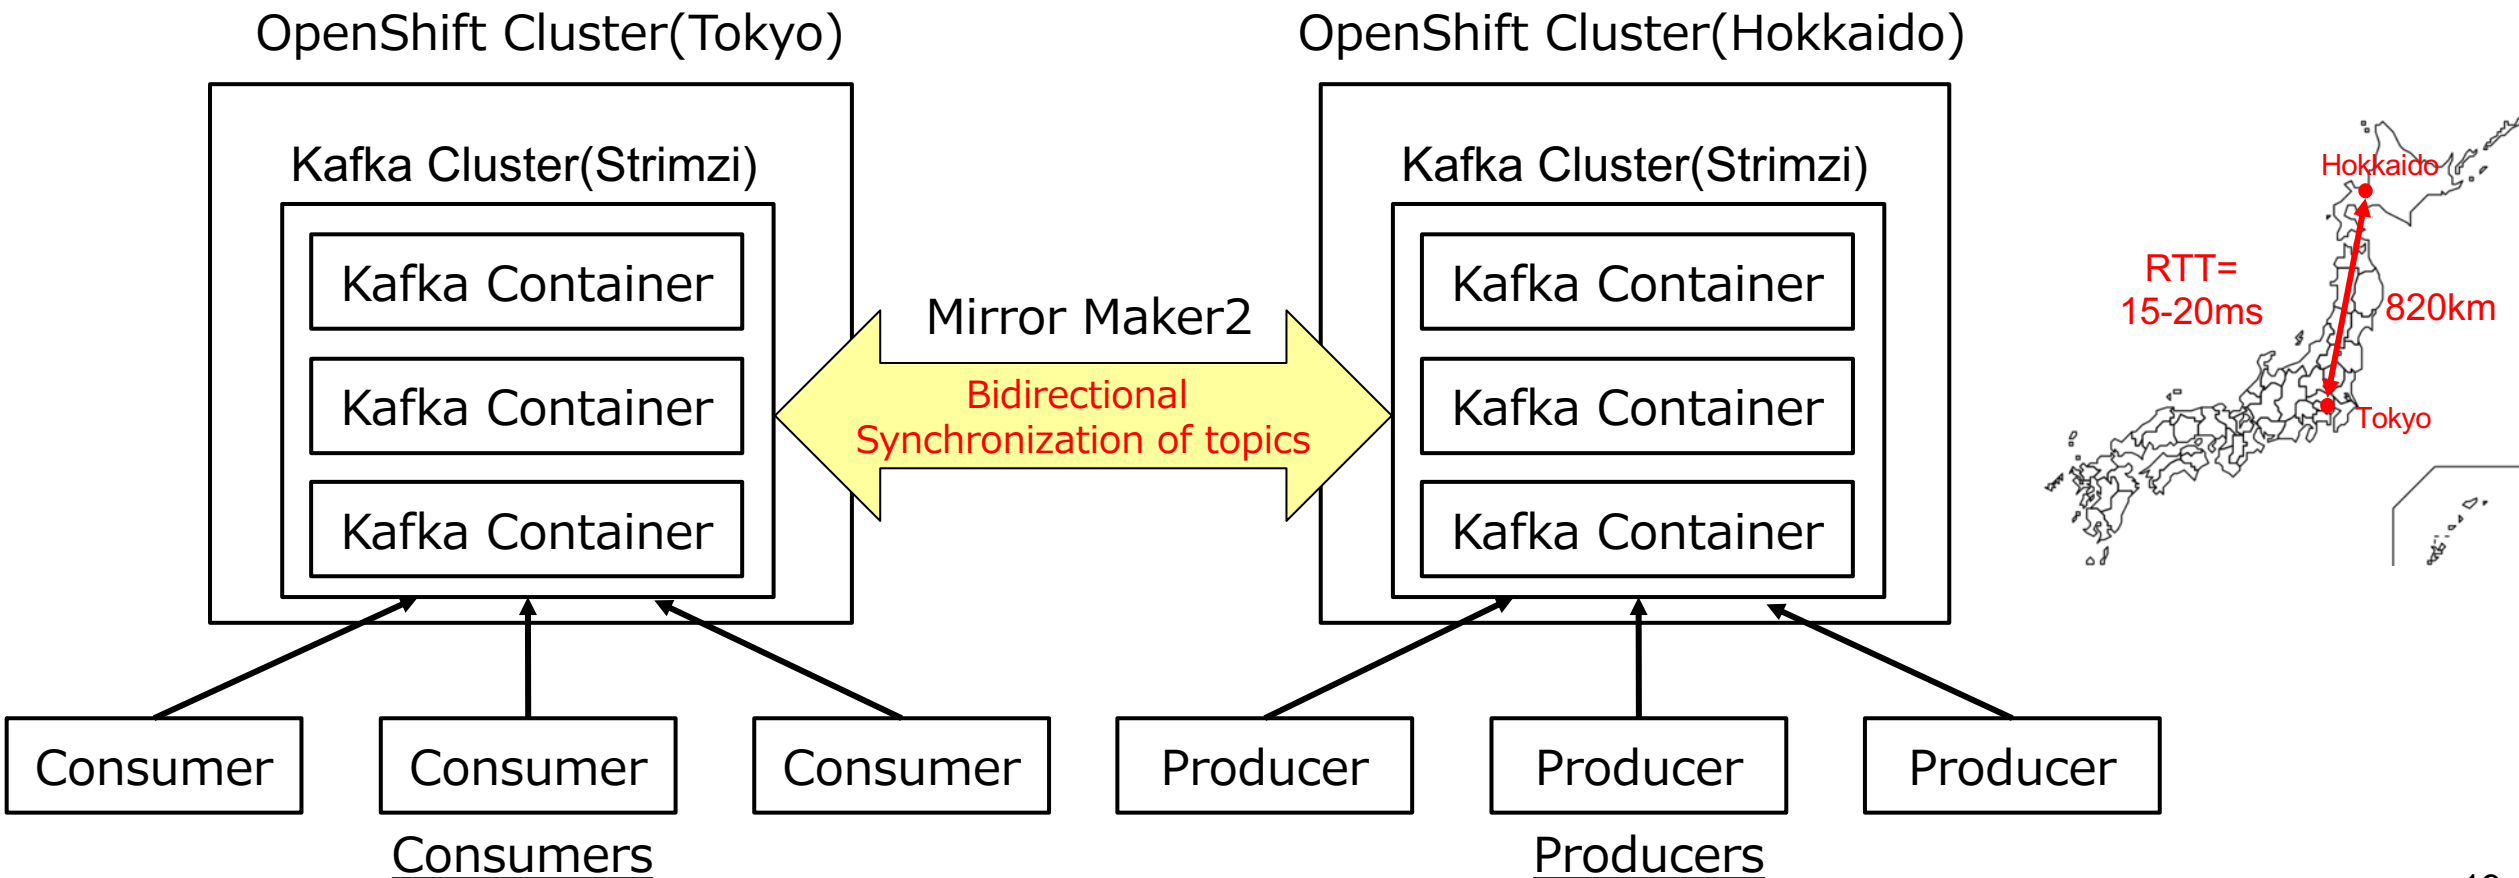 OpenShift Cluster(Tokyo)
OpenShift Cluster(Hokkaido)
Kafka Cluster(Strimzi)
Kafka Container
Kafka Container
Kafka Container
Mirror Maker2
Bidirectional
Synchronization of topics
Kafka Cluster(Strimzi)
Kafka Container
Kafka Container
Kafka Container
Hokkaido
RTT=
15-20ms
820km
Tokyo
Consumer
Consumer
Consumer
Consumers
Producer
Producer
Producer
Producers